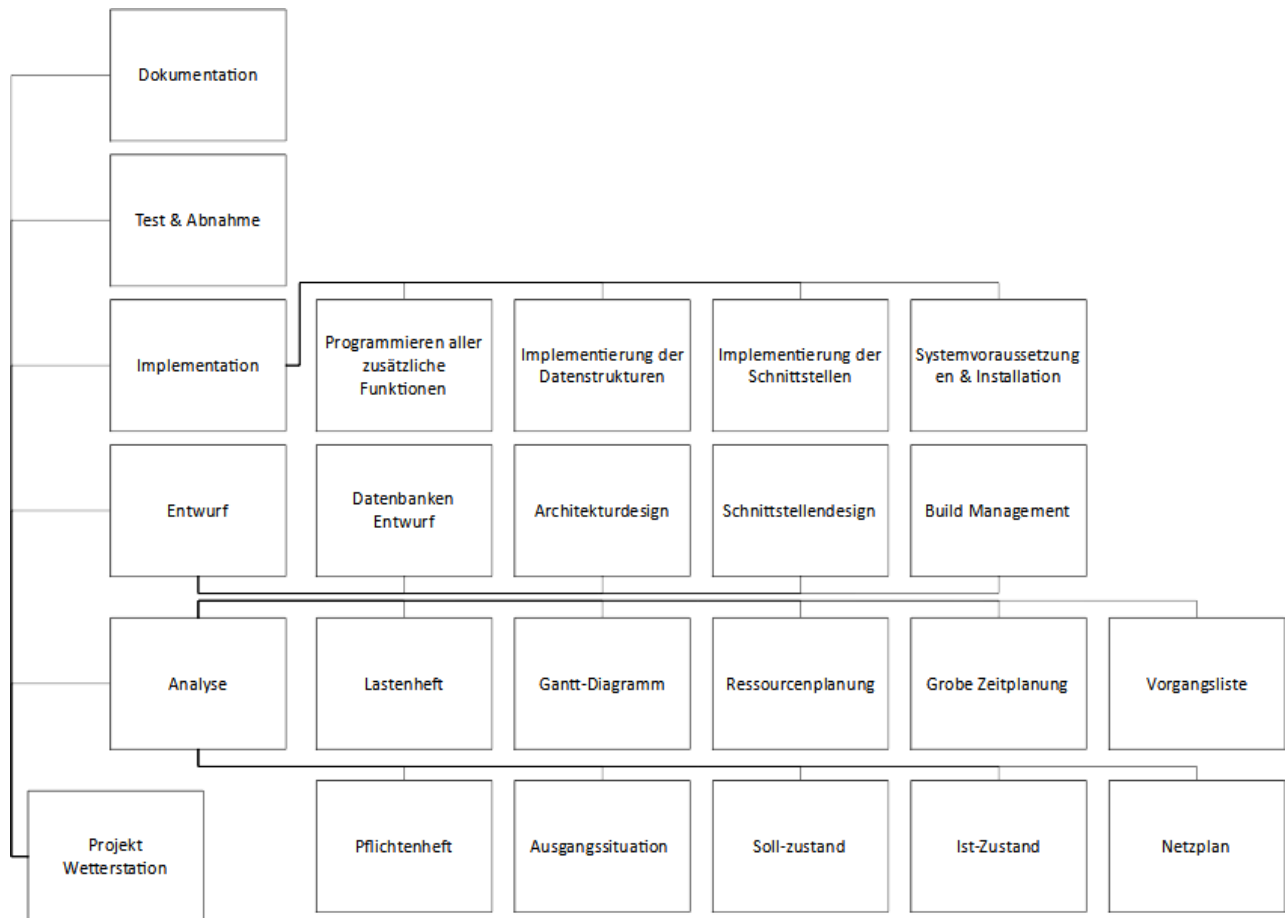 Dokumentation
Test & Abnahme
Implementation
Programmieren aller
zusätzliche
Funktionen
Implementierung der
Datenstrukturen
Implementierung der
Schnittstellen
Systemvoraussetzung
en & Installation
Entwurf
Datenbanken
Entwurf
Architekturdesign
Schnittstellendesign
Build Management
Analyse
Lastenheft
Gantt-Diagramm
Ressourcenplanung
Grobe Zeitplanung
Vorgangsliste
Projekt
Wetterstation
Pflichtenheft
Ausgangssituation
Soll-zustand
Ist-Zustand
Netzplan